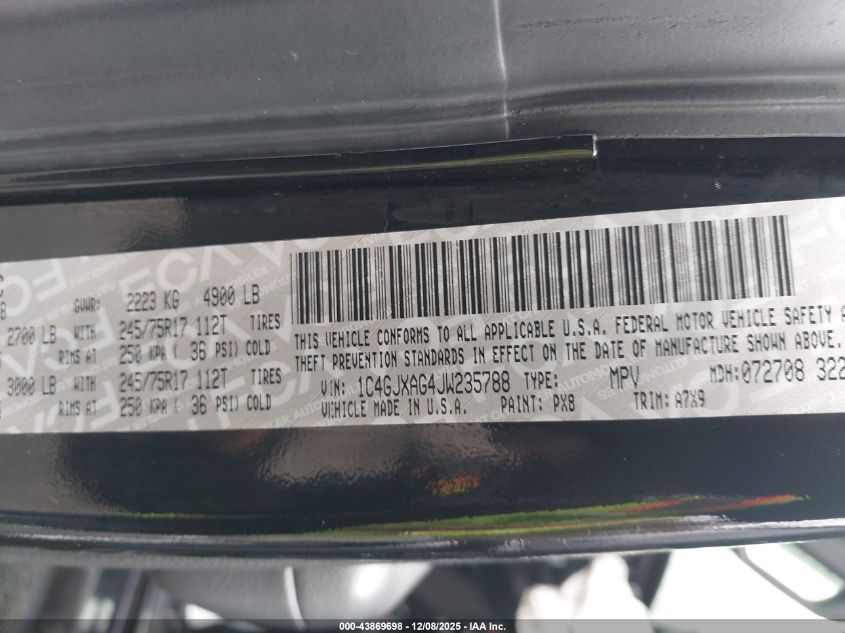 GVWR: 2223 KG 4900 LB
2700 LB WITH 245/75R17 112T TIRES
RIMS AT 250 KPA ( 36 PSI) COLD
3000 LB WITH 245/75R17 112T TIRES
RIMS AT 250 KPA ( 36 PSI) COLD
THIS VEHICLE CONFORMS TO ALL APPLICABLE U.S.A. FEDERAL MOTOR VEHICLE SAFETY A
THEFT PREVENTION STANDARDS IN EFFECT ON THE DATE OF MANUFACTURE SHOWN ABOVE.
VIN: 1C4GJXAG4JW235788 TYPE: MPV MDH: 072708 322
VEHICLE MADE IN U.S.A. PAINT: PX8 TRIM: A7X9
000-43869698 - 12/08/2025 - IAA Inc.